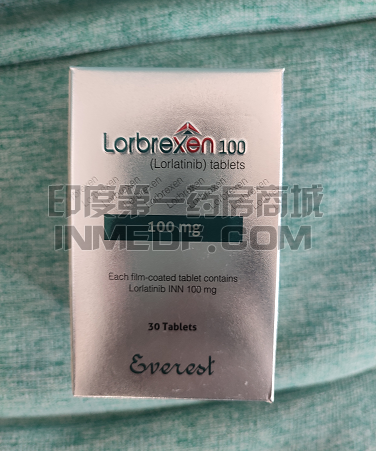 Lorbrexen 100
(Lorlatinib) tablets
Lorbrexen
印度第一药房商城
100 mg
INMEDP.COM
Each film-coated tablet contains
Lorlatinib INN 100 mg
30 Tablets
Everest